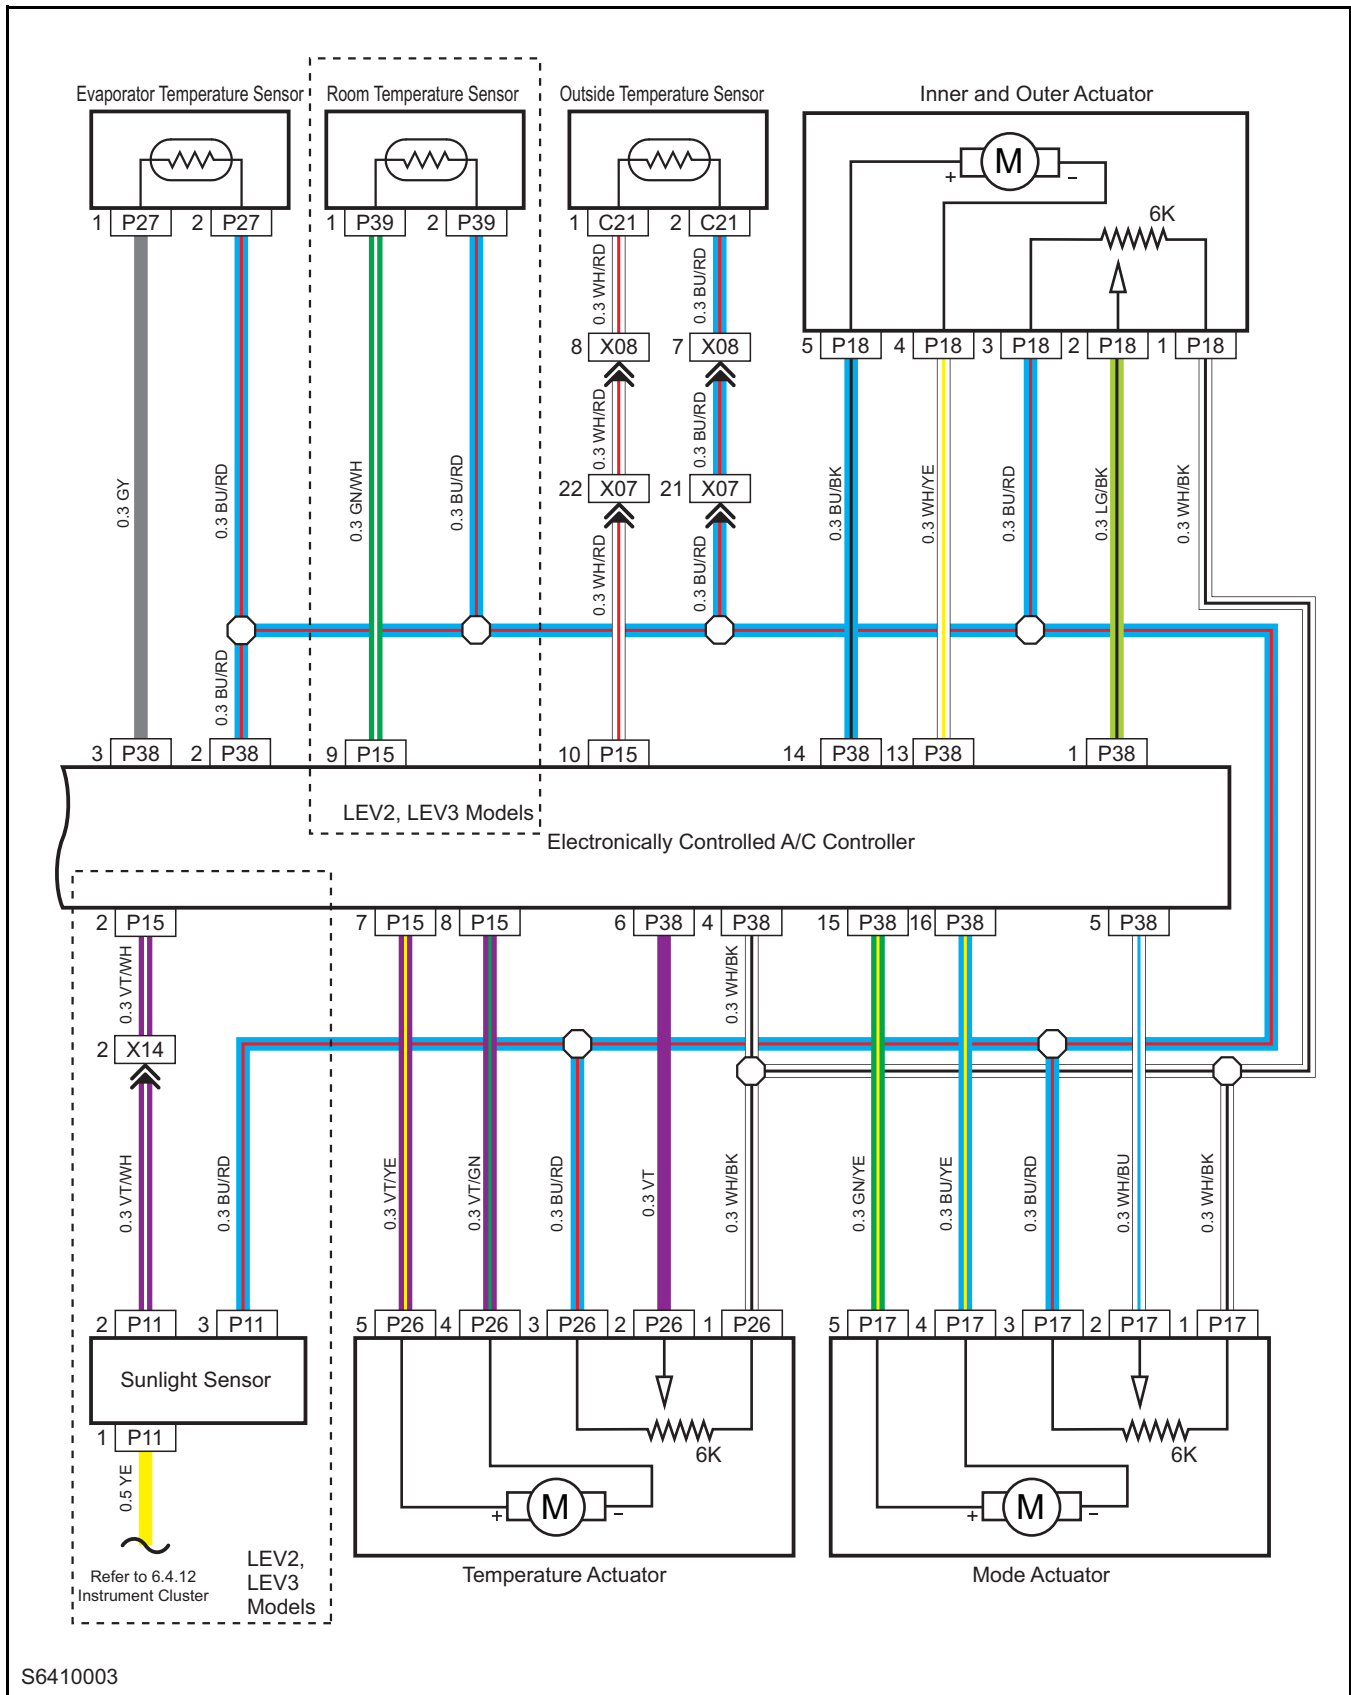 Evaporator Temperature Sensor
Room Temperature Sensor
Outside Temperature Sensor
Inner and Outer Actuator
M
+
−
6K
1 P27
2 P27
1 P39
2 P39
1 C21
2 C21
0.3 WH/RD
0.3 BU/RD
8 X08
7 X08
5 P18
4 P18
3 P18
2 P18
1 P18
0.3 WH/RD
0.3 BU/RD
22 X07
21 X07
0.3 GY
0.3 BU/RD
0.3 GN/WH
0.3 BU/RD
0.3 WH/RD
0.3 BU/RD
0.3 BU/BK
0.3 WH/YE
0.3 BU/RD
0.3 LG/BK
0.3 WH/BK
0.3 BU/RD
3 P38
2 P38
9 P15
10 P15
14 P38
13 P38
1 P38
LEV2, LEV3 Models
Electronically Controlled A/C Controller
2 P15
7 P15
8 P15
6 P38
4 P38
15 P38
16 P38
5 P38
0.3 VT/WH
0.3 WH/BK
2 X14
0.3 VT/WH
0.3 BU/RD
0.3 VT/YE
0.3 VT/GN
0.3 BU/RD
0.3 VT
0.3 WH/BK
0.3 GN/YE
0.3 BU/YE
0.3 BU/RD
0.3 WH/BU
0.3 WH/BK
2 P11
3 P11
5 P26
4 P26
3 P26
2 P26
1 P26
5 P17
4 P17
3 P17
2 P17
1 P17
Sunlight Sensor
1 P11
6K
6K
0.5 YE
M
+
−
M
+
−
Refer to 6.4.12
Instrument Cluster
LEV2,
LEV3
Models
Temperature Actuator
Mode Actuator
S6410003